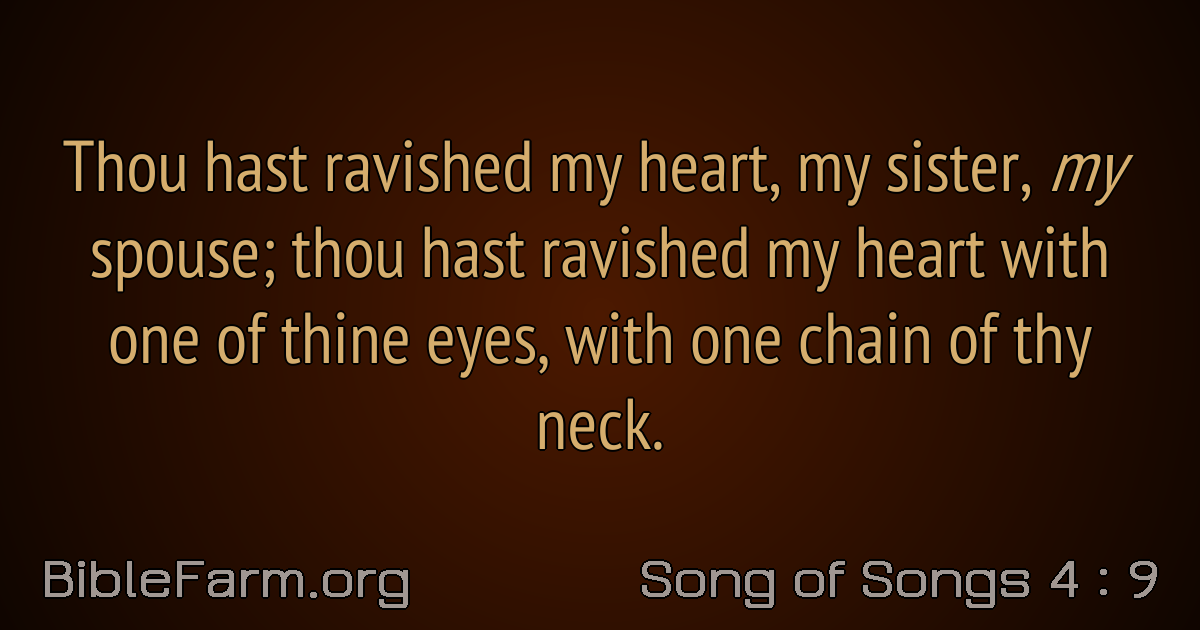 Thou hast ravished my heart, my sister, my
spouse; thou hast ravished my heart with
one of thine eyes, with one chain of thy
neck.
BibleFarm.org
Song of Songs 4 : 9